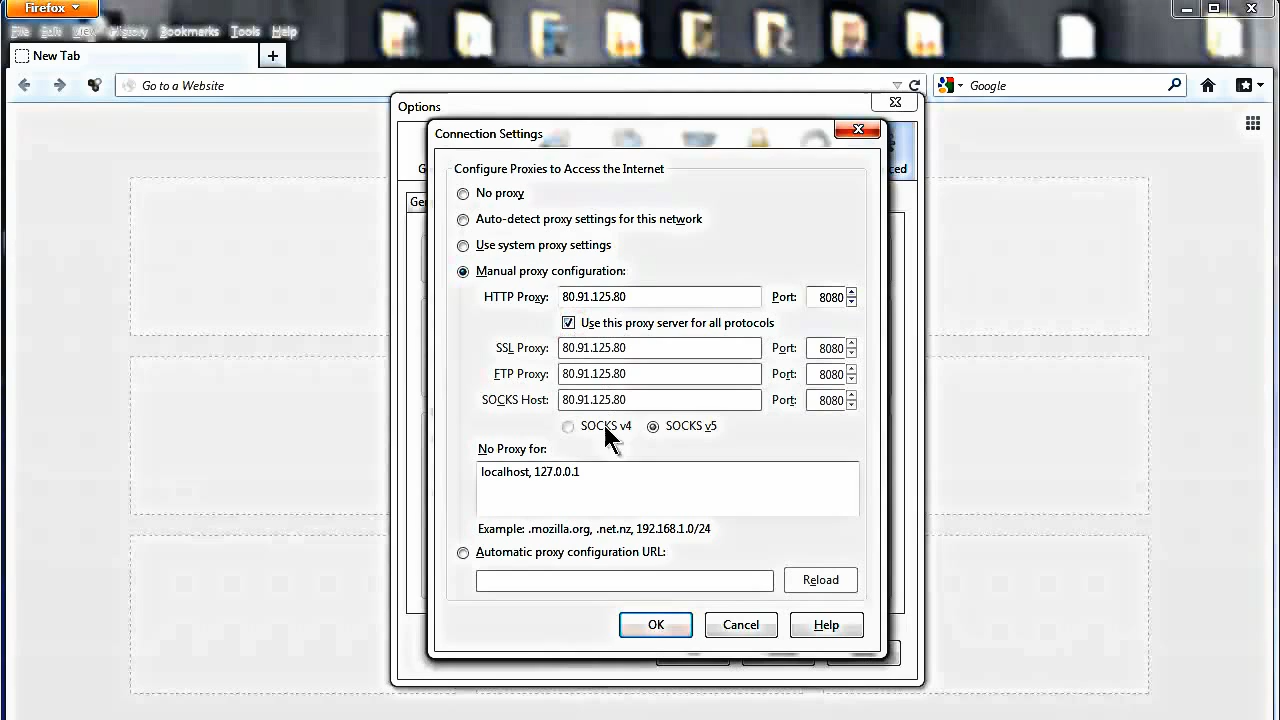 Firefox
File Edit View History Bookmarks Tools Help
New Tab
+
Go to a Website
Google
Options
Connection Settings
Configure Proxies to Access the Internet
No proxy
Auto-detect proxy settings for this network
Use system proxy settings
Manual proxy configuration:
HTTP Proxy: 80.91.125.80 Port: 8080
Use this proxy server for all protocols
SSL Proxy: 80.91.125.80 Port: 8080
FTP Proxy: 80.91.125.80 Port: 8080
SOCKS Host: 80.91.125.80 Port: 8080
SOCKS v4 SOCKS v5
No Proxy for:
localhost, 127.0.0.1
Example: .mozilla.org, .net.nz, 192.168.1.0/24
Automatic proxy configuration URL:
Reload
OK Cancel Help